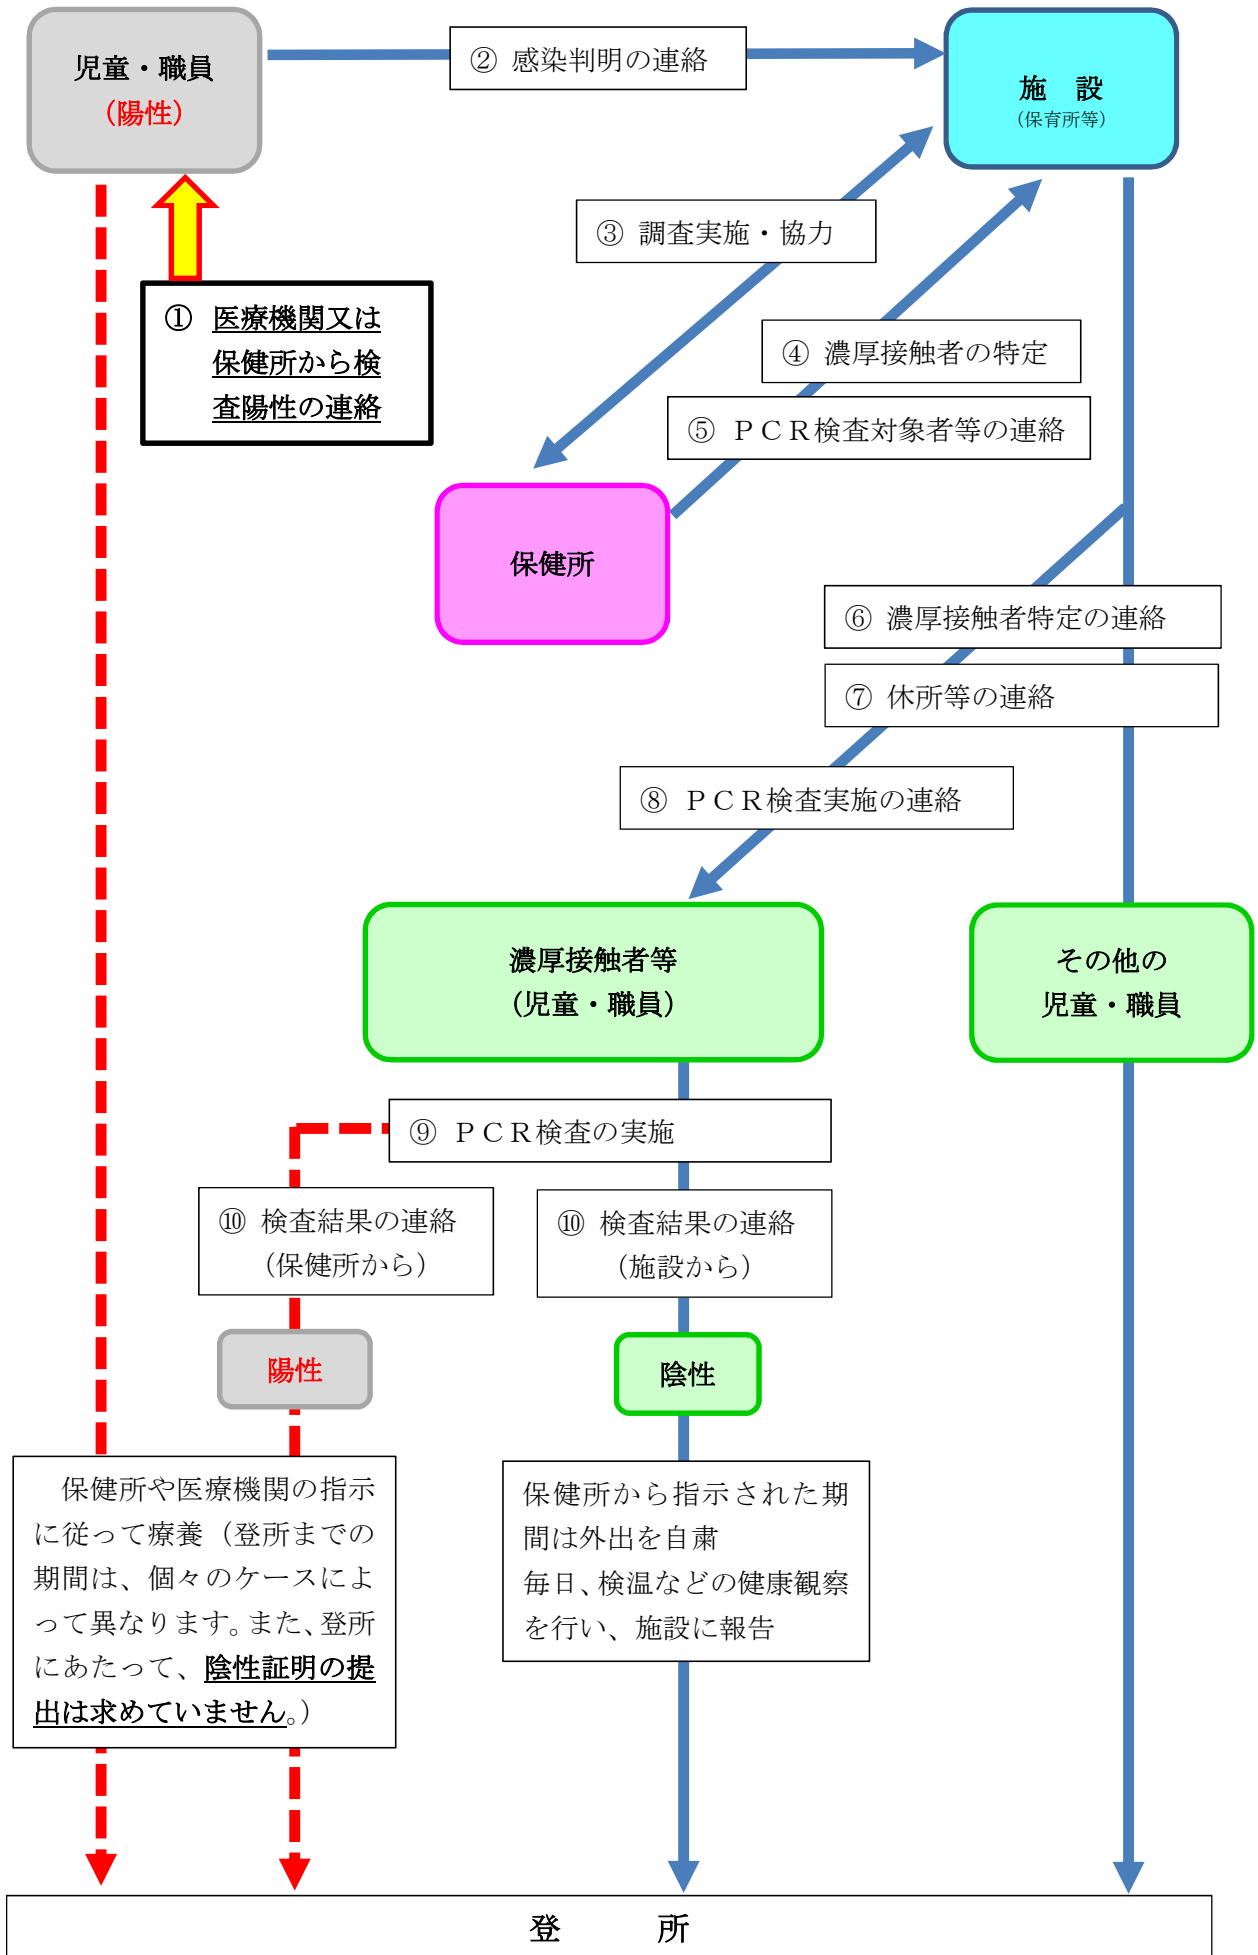 児童・職員
（陽性）
② 感染判明の連絡
施　設
（保育所等）
① 医療機関又は
保健所から検
査陽性の連絡
③ 調査実施・協力
④ 濃厚接触者の特定
⑤ ＰＣＲ検査対象者等の連絡
保健所
⑥ 濃厚接触者特定の連絡
⑦ 休所等の連絡
⑧ ＰＣＲ検査実施の連絡
濃厚接触者等
（児童・職員）
その他の
児童・職員
⑨ ＰＣＲ検査の実施
⑩ 検査結果の連絡
（保健所から）
⑩ 検査結果の連絡
（施設から）
陽性
陰性
保健所や医療機関の指示
に従って療養（登所までの
期間は、個々のケースによ
って異なります。また、登所
にあたって、陰性証明の提
出は求めていません。）
保健所から指示された期
間は外出を自粛
毎日、検温などの健康観察
を行い、施設に報告
登　　　所